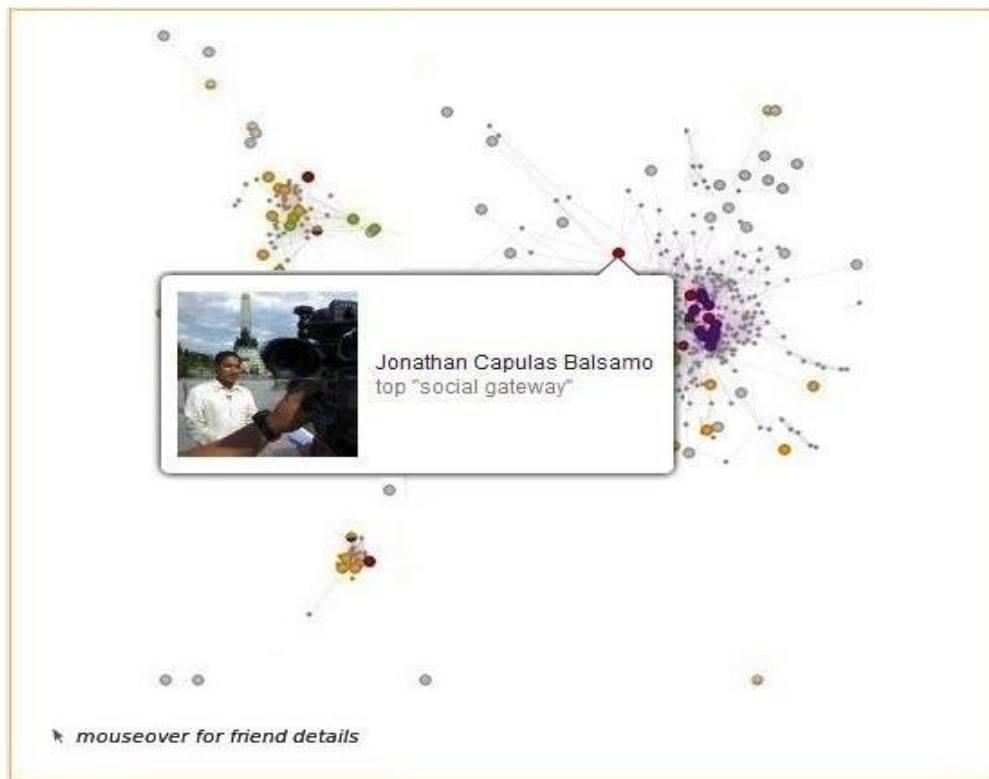 Jonathan Capulas Balsamo
top "social gateway"
mouseover for friend details